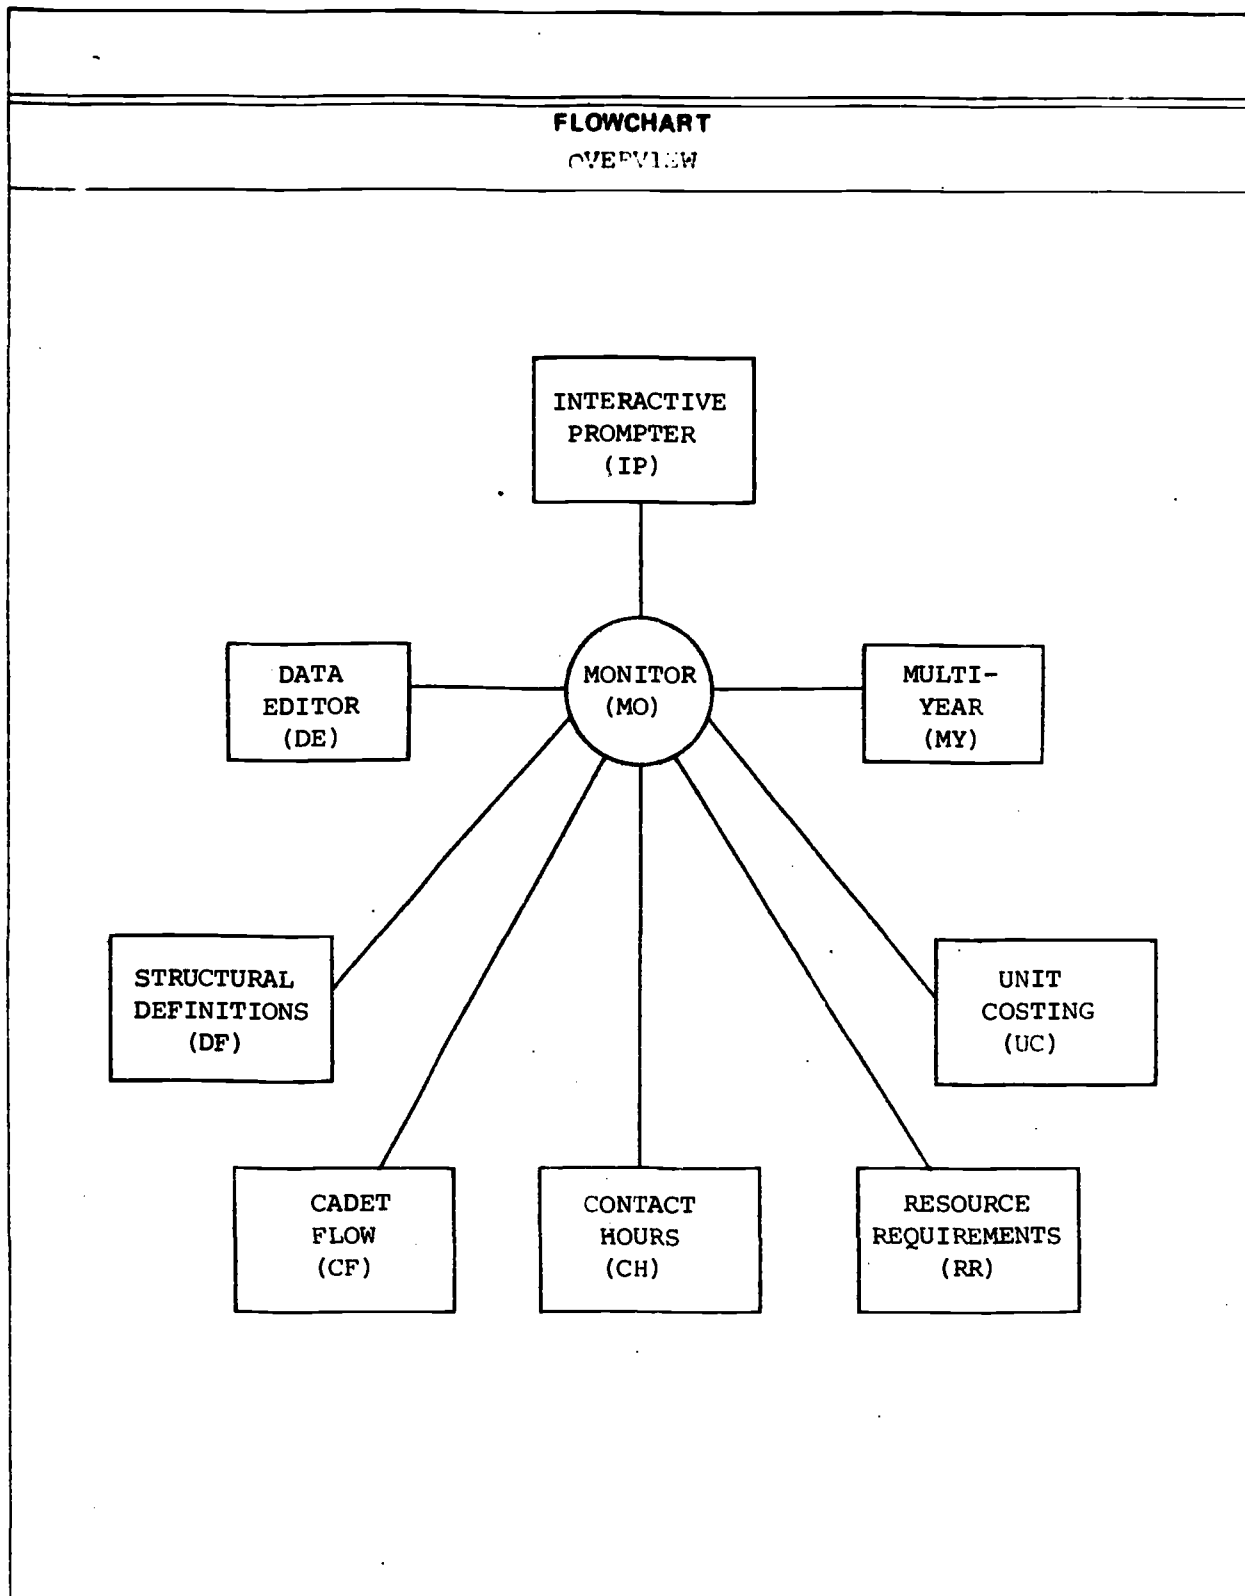 FLOWCHART
OVERVIEW
INTERACTIVE
PROMPTER
(IP)
DATA
EDITOR
(DE)
MONITOR
(MO)
MULTI-
YEAR
(MY)
STRUCTURAL
DEFINITIONS
(DF)
UNIT
COSTING
(UC)
CADET
FLOW
(CF)
CONTACT
HOURS
(CH)
RESOURCE
REQUIREMENTS
(RR)